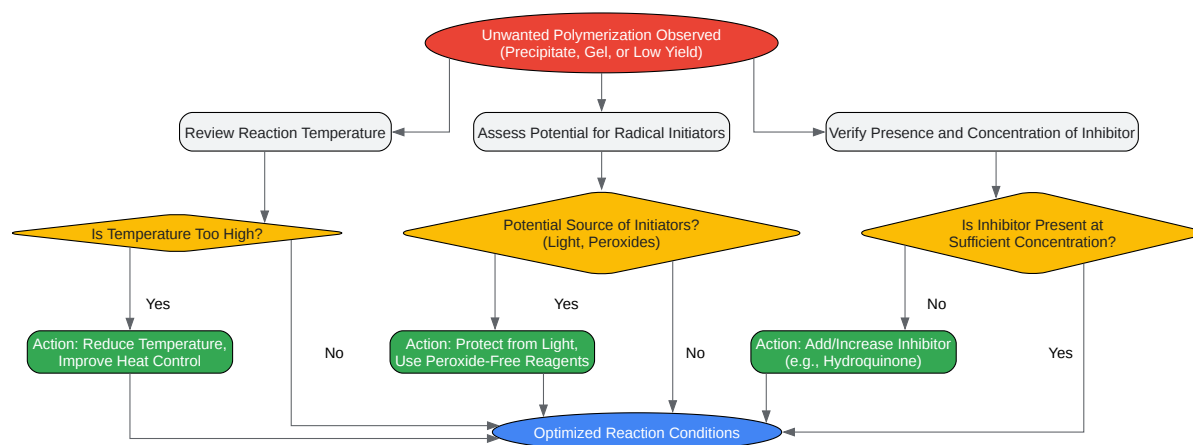 Unwanted Polymerization Observed
(Precipitate, Gel, or Low Yield)
Review Reaction Temperature
Assess Potential for Radical Initiators
Verify Presence and Concentration of Inhibitor
Is Temperature Too High?
Potential Source of Initiators?
(Light, Peroxides)
Is Inhibitor Present at
Sufficient Concentration?
Yes
Yes
No
Action: Reduce Temperature,
Improve Heat Control
No
Action: Protect from Light,
Use Peroxide-Free Reagents
No
Action: Add/Increase Inhibitor
(e.g., Hydroquinone)
Yes
Optimized Reaction Conditions